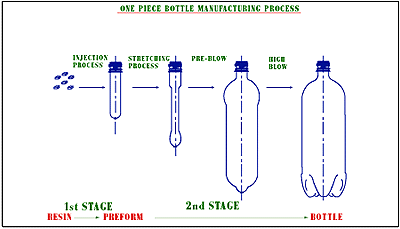 ONE PIECE BOTTLE MANUFACTURING PROCESS
INJECTION PROCESS
STRETCHING PROCESS
PRE-BLOW
HIGH BLOW
1st STAGE
2nd STAGE
RESIN
PREFORM
BOTTLE